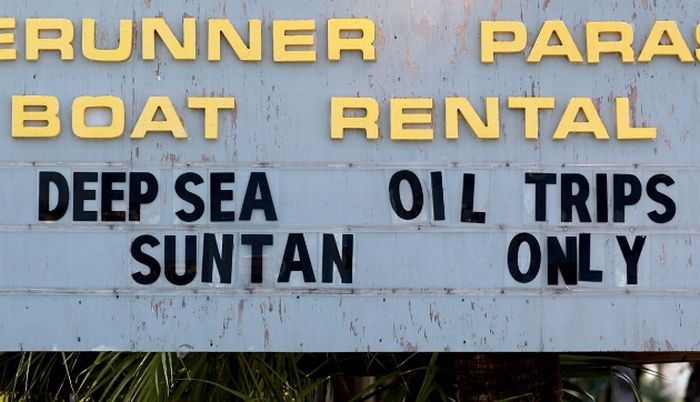 ERUNNER PARAS
BOAT RENTAL
DEEP SEA OIL TRIPS
SUNTAN ONLY